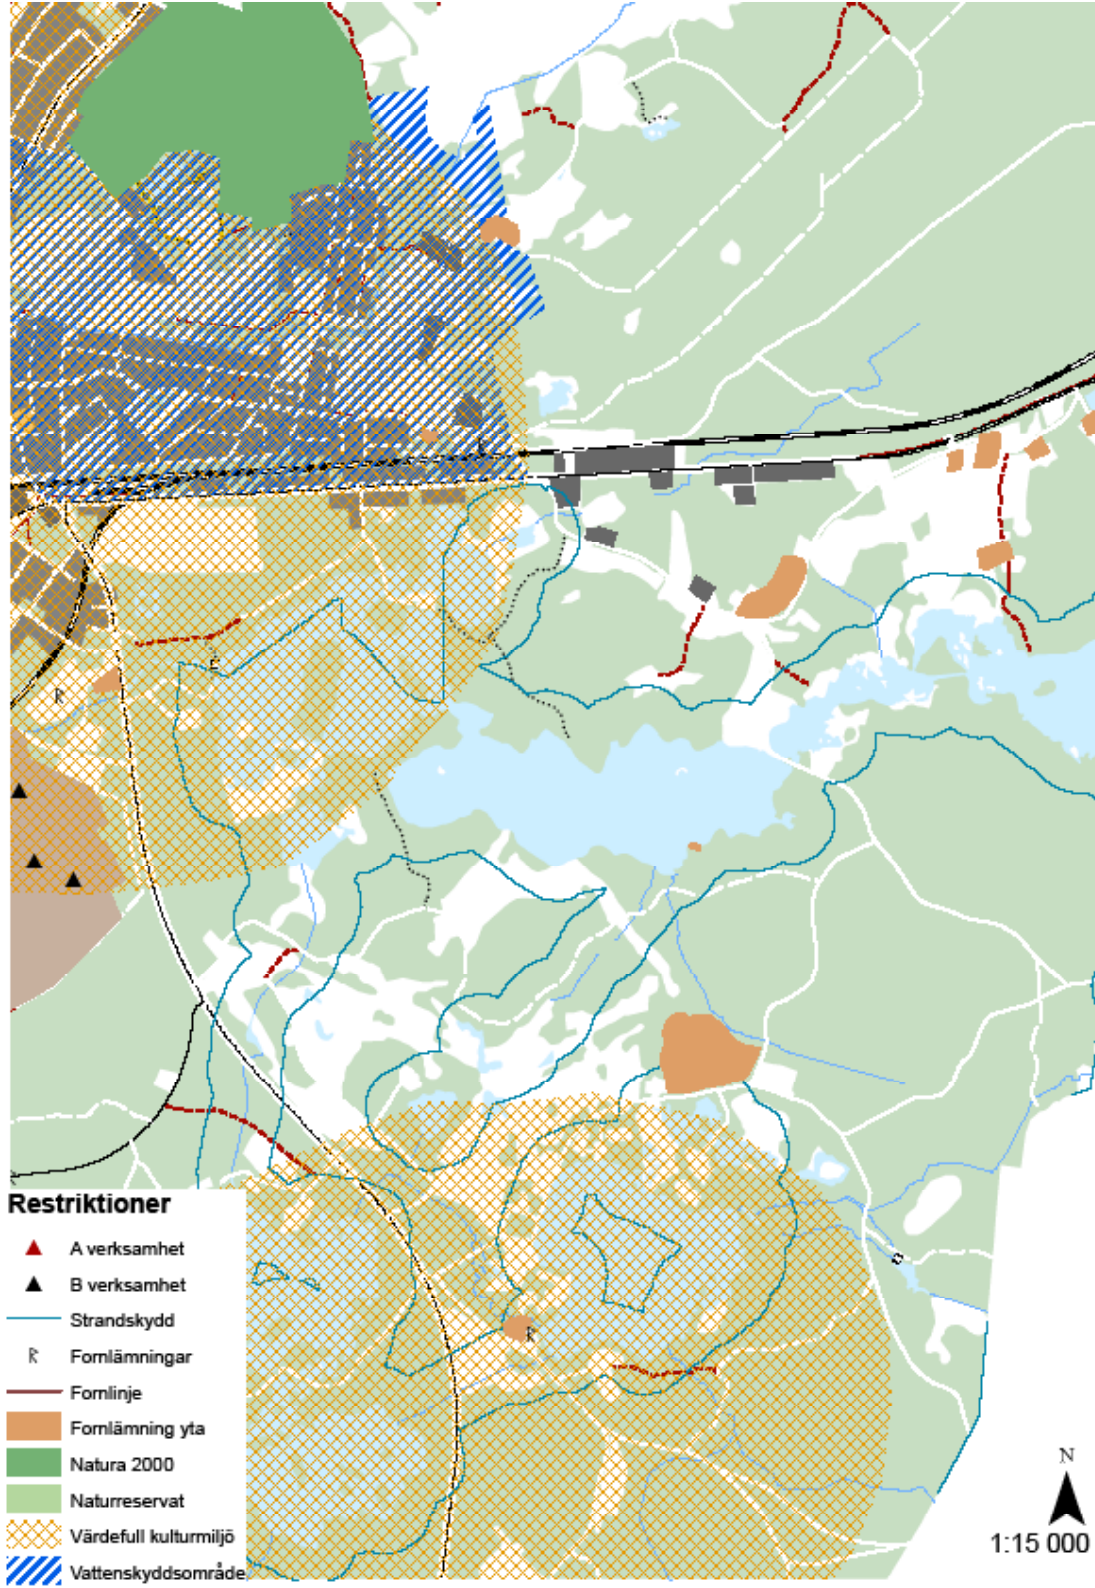 Restriktioner
A verksamhet
B verksamhet
Strandskydd
Fornlämningar
Fornlinje
Fornlämning yta
Natura 2000
Naturreservat
Värdefull kulturmiljö
Vattenskyddsområde
N
1:15 000